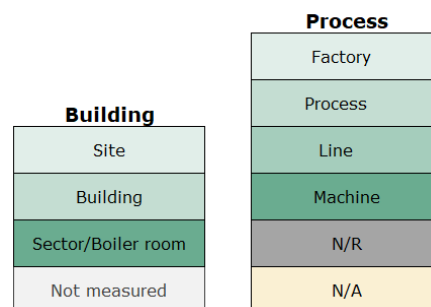 Building
Site
Building
Sector/Boiler room
Not measured
Process
Factory
Process
Line
Machine
N/R
N/A